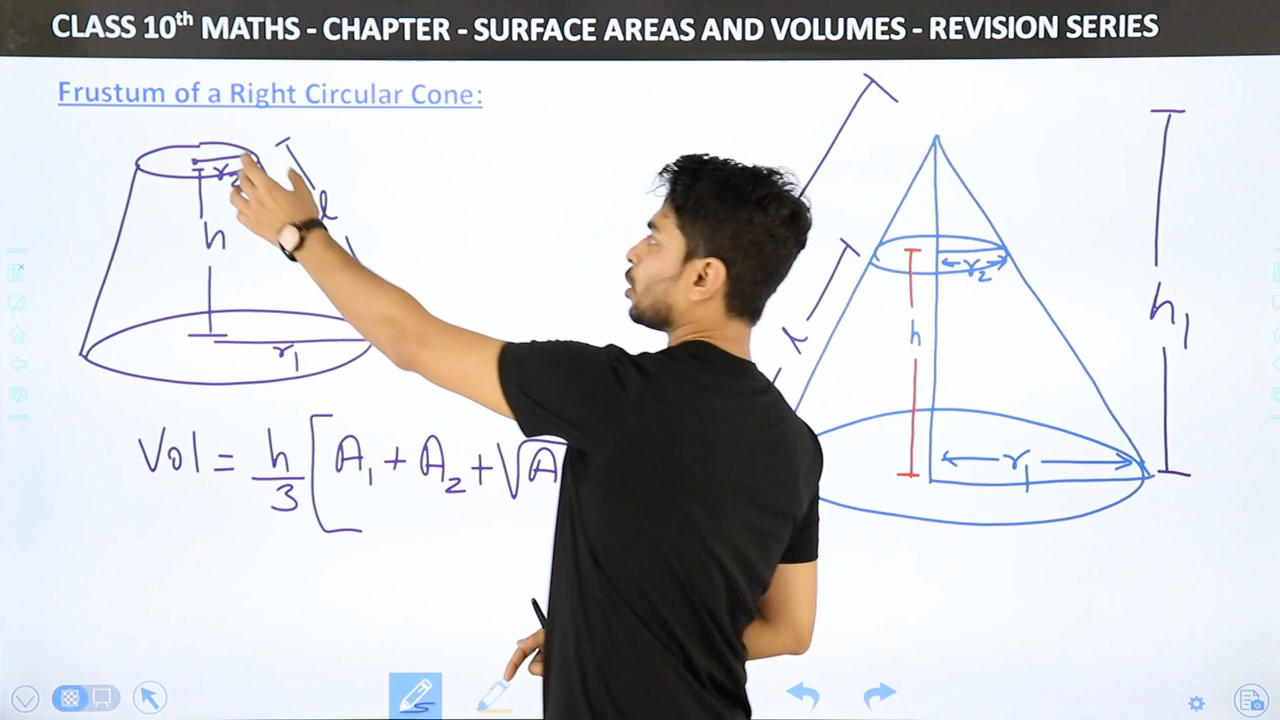 CLASS 10th MATHS - CHAPTER - SURFACE AREAS AND VOLUMES - REVISION SERIES
Frustum of a Right Circular Cone:
r₂
l
h
r₁
Vol = h/3 [A₁ + A₂ + √A
l
h
r₂
r₁
h₁